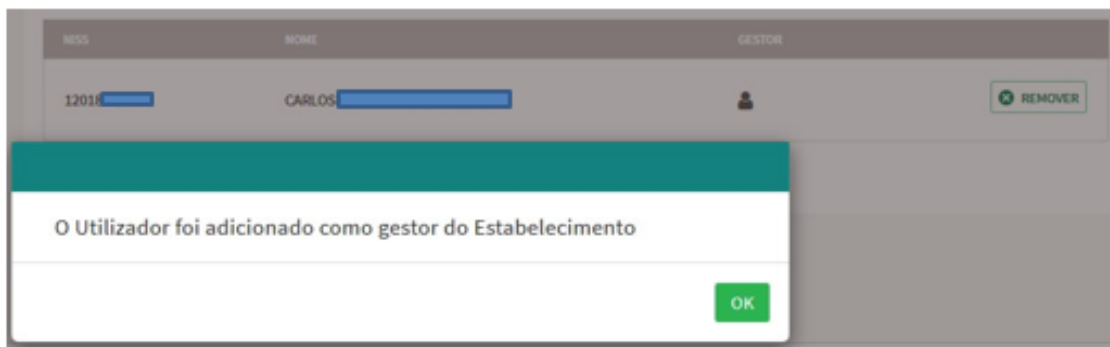 NISS NOME GESTOR
12018 CARLOS REMOVER
O Utilizador foi adicionado como gestor do Estabelecimento
OK